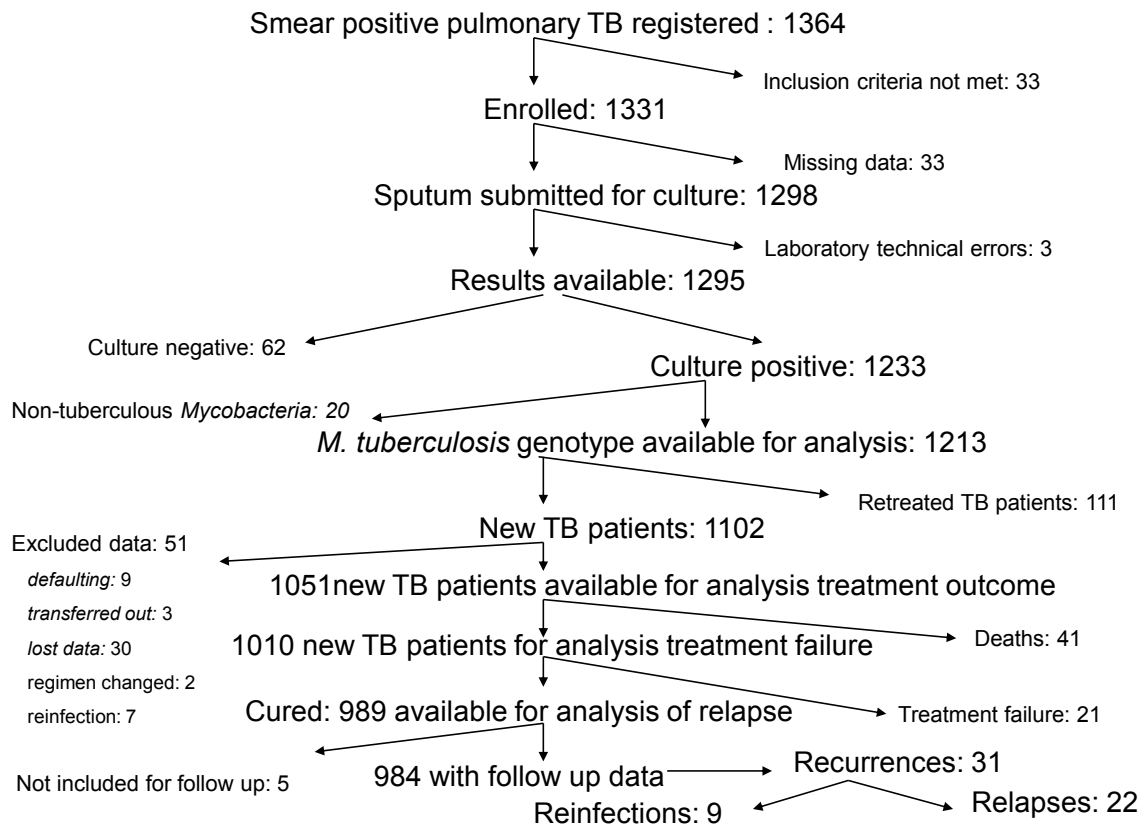 Smear positive pulmonary TB registered : 1364
Inclusion criteria not met: 33
Enrolled: 1331
Missing data: 33
Sputum submitted for culture: 1298
Laboratory technical errors: 3
Results available: 1295
Culture negative: 62
Culture positive: 1233
Non-tuberculous Mycobacteria: 20
M. tuberculosis genotype available for analysis: 1213
Retreated TB patients: 111
New TB patients: 1102
Excluded data: 51
defaulting: 9
transferred out: 3
lost data: 30
regimen changed: 2
reinfection: 7
1051new TB patients available for analysis treatment outcome
Deaths: 41
1010 new TB patients for analysis treatment failure
Treatment failure: 21
Cured: 989 available for analysis of relapse
Not included for follow up: 5
984 with follow up data
Recurrences: 31
Reinfections: 9
Relapses: 22